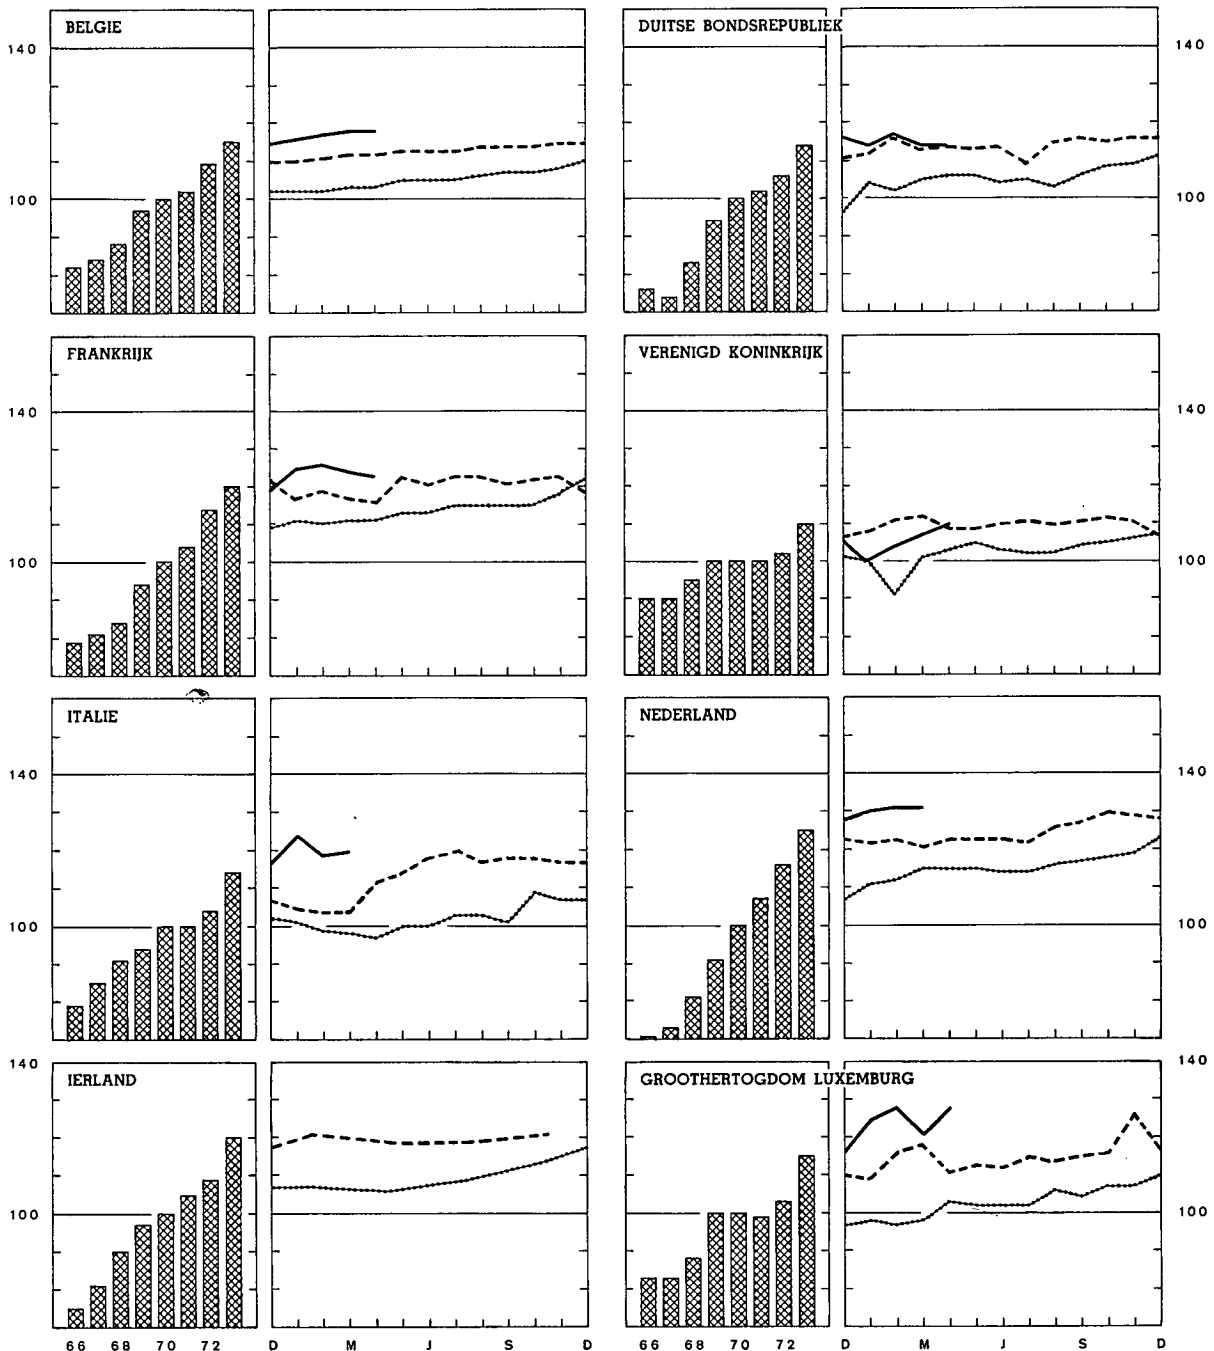 BELGIE
DUITSE BONDSREPUBLIEK
140
140
100
100
FRANKRIJK
VERENIGD KONINKRIJK
140
140
100
100
ITALIE
NEDERLAND
140
140
100
100
140
140
IERLAND
GROOTHERTOGDOM LUXEMBURG
100
100
66 68 70 72 D M J S D 66 68 70 72 D M J S D